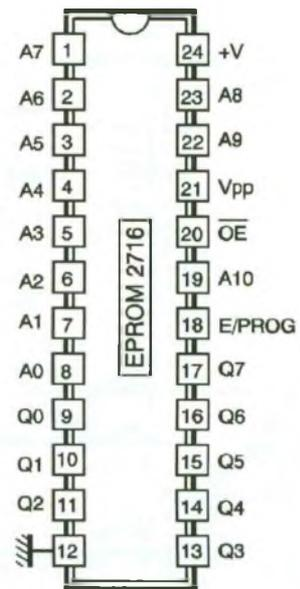 A7 1 24 +V
A6 2 23 A8
A5 3 22 A9
A4 4 21 Vpp
A3 5 20 O̅E̅
A2 6 19 A10
A1 7 18 E/PROG
A0 8 17 Q7
Q0 9 16 Q6
Q1 10 15 Q5
Q2 11 14 Q4
12 13 Q3
EPROM 2716